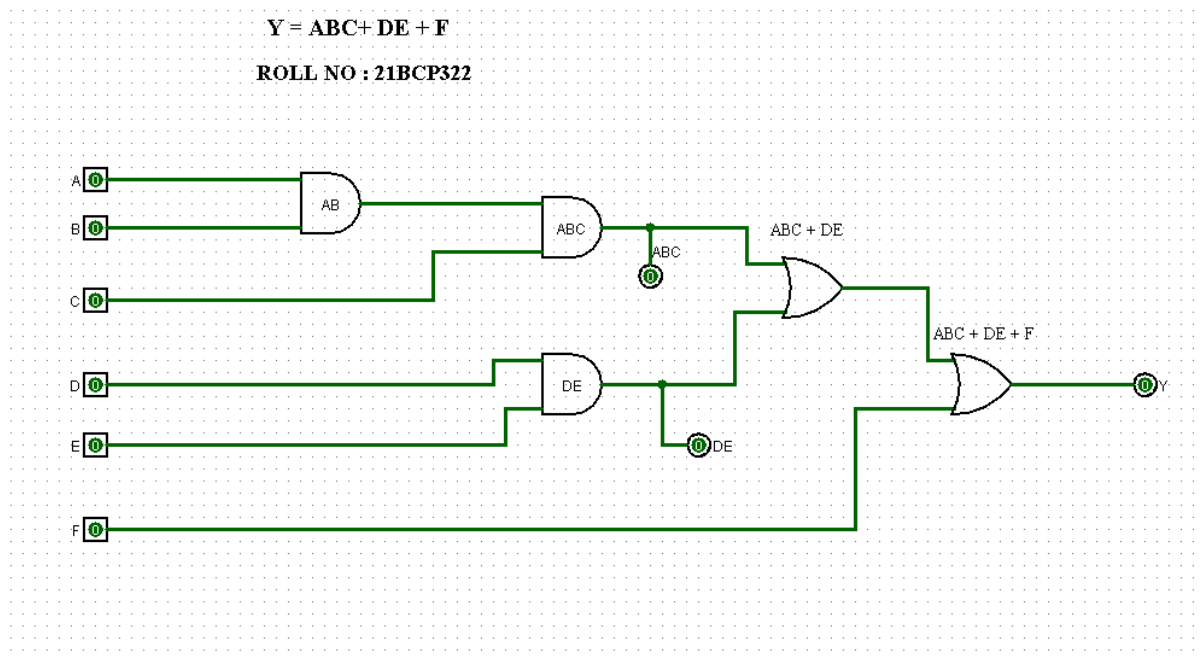 Y = ABC+ DE + F
ROLL NO : 21BCP322
A 0
AB
B 0
ABC
ABC + DE
ABC
0
C 0
ABC + DE + F
D 0
DE
0 Y
E 0
0 DE
F 0